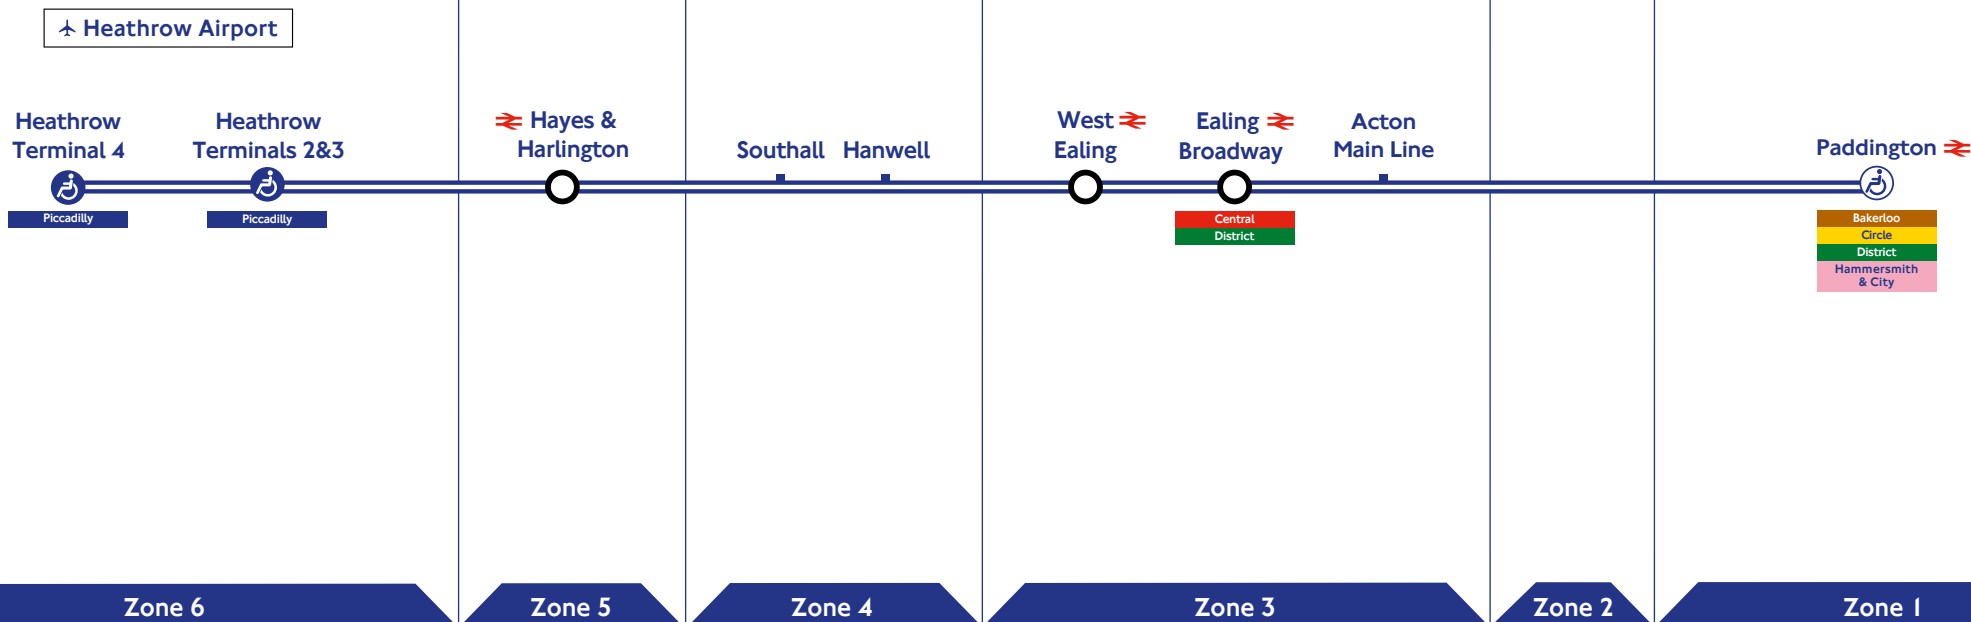 Heathrow Airport
Heathrow
Terminal 4
Heathrow
Terminals 2&3
Hayes &
Harlington
Southall
Hanwell
West
Ealing
Ealing
Broadway
Acton
Main Line
Paddington
Piccadilly
Piccadilly
Central
District
Bakerloo
Circle
District
Hammersmith
& City
Zone 6
Zone 5
Zone 4
Zone 3
Zone 2
Zone 1